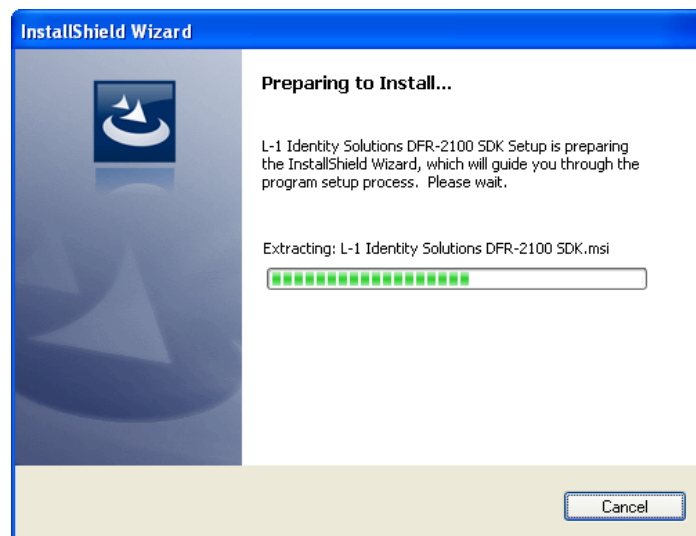 InstallShield Wizard
Preparing to Install...
L-1 Identity Solutions DFR-2100 SDK Setup is preparing
the InstallShield Wizard, which will guide you through the
program setup process.  Please wait.
Extracting: L-1 Identity Solutions DFR-2100 SDK.msi
Cancel